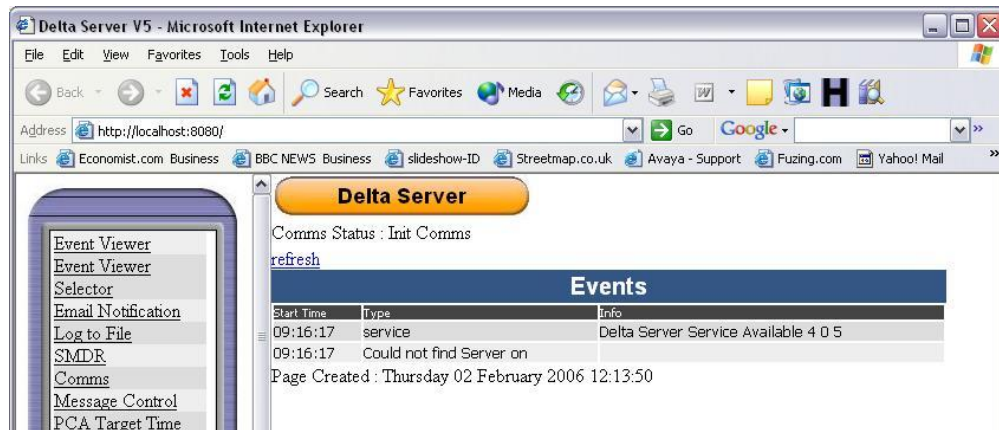 Delta Server V5 - Microsoft Internet Explorer
File Edit View Favorites Tools Help
Back Search Favorites Media
Address http://localhost:8080/ Go Google
Links Economist.com Business BBC NEWS Business slideshow-ID Streetmap.co.uk Avaya - Support Fuzing.com Yahoo! Mail »
Event Viewer
Event Viewer
Selector
Email Notification
Log to File
SMDR
Comms
Message Control
PCA Target Time
Delta Server
Comms Status : Init Comms
refresh
Events
Start Time Type Info
09:16:17 service Delta Server Service Available 4 0 5
09:16:17 Could not find Server on
Page Created : Thursday 02 February 2006 12:13:50